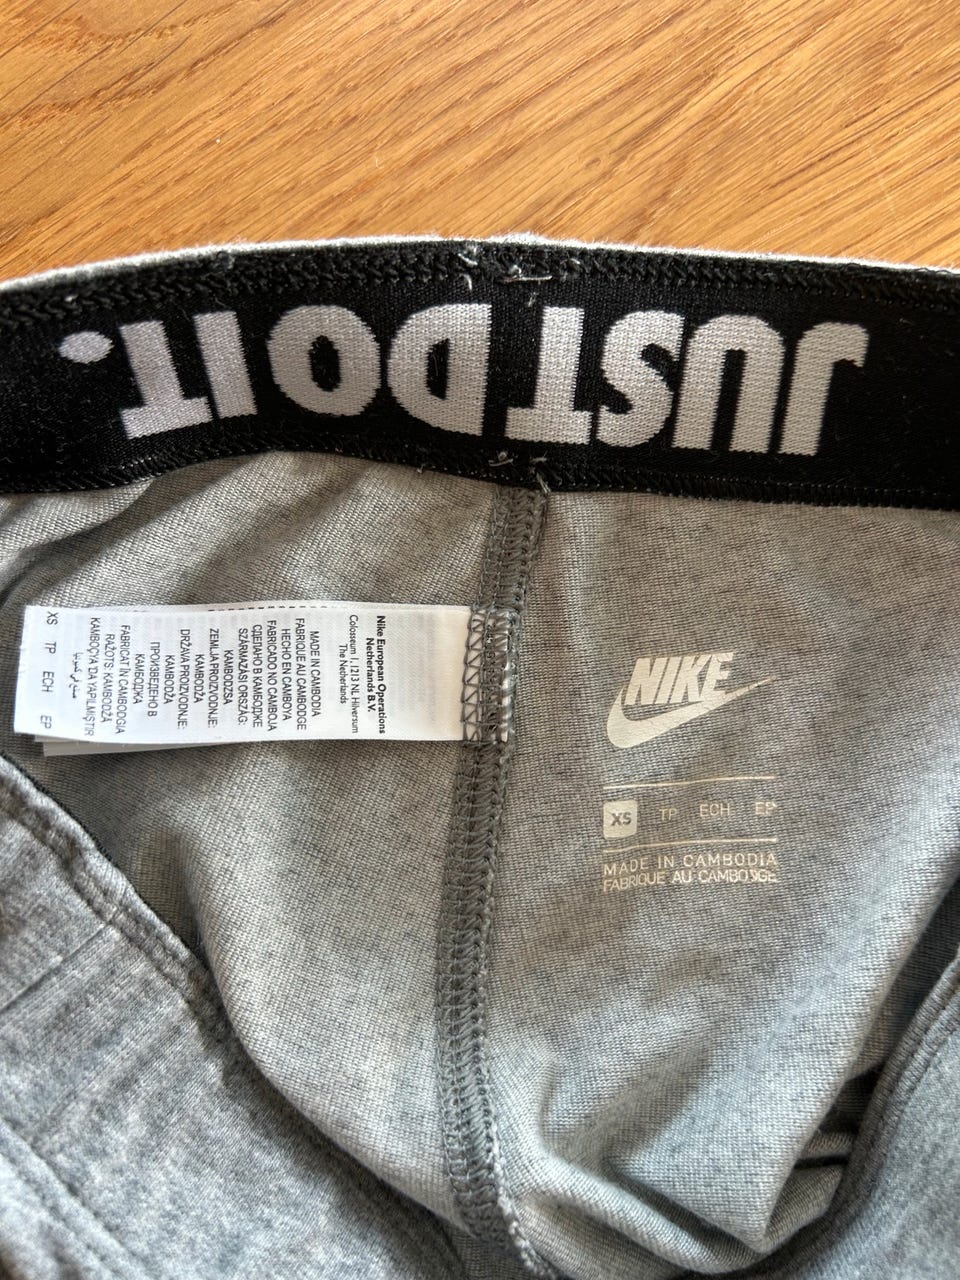 JUST DO IT.
Nike European Operations
Netherlands B.V.
Colosseum 1, 1213 NL Hilversum
The Netherlands
MADE IN CAMBODIA
FABRIQUE AU CAMBODGE
HECHO EN CAMBOYA
FABRICADO NO CAMBOJA
СДЕЛАНО В КАМБОДЖЕ
SZÁRMAZÁSI ORSZÁG:
KAMBODZSA
ZEMLJA PROIZVODNJE:
KAMBODŽA
DRŽAVA PROIZVODNJE:
KAMBODŽA
ПРОИЗВЕДЕНО В
КАМБОДЖА
FABRICAT ÎN CAMBODGIA
RAŽOTS: KAMBODŽĀ
KAMBOÇYA'DA YAPILMIŞTIR
XS TP ECH EP
NIKE
XS TP ECH EP
MADE IN CAMBODIA
FABRIQUE AU CAMBODGE